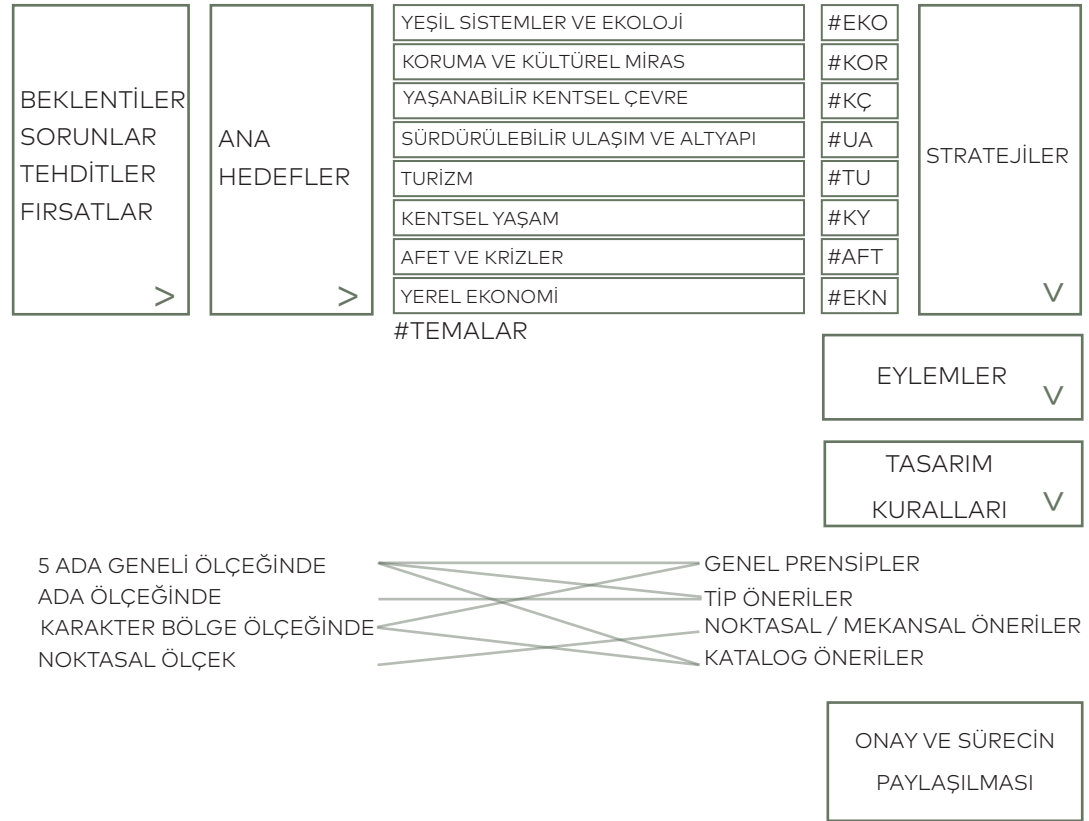 BEKLENTİLER
SORUNLAR
TEHDİTLER
FIRSATLAR
>
ANA
HEDEFLER
>
YEŞİL SİSTEMLER VE EKOLOJİ
#EKO
KORUMA VE KÜLTÜREL MİRAS
#KOR
YAŞANABİLİR KENTSEL ÇEVRE
#KÇ
SÜRDÜRÜLEBİLİR ULAŞIM VE ALTYAPI
#UA
TURİZM
#TU
KENTSEL YAŞAM
#KY
AFET VE KRİZLER
#AFT
YEREL EKONOMİ
#EKN
#TEMALAR
STRATEJİLER
>
EYLEMLER
>
TASARIM
KURALLARI
>
5 ADA GENELİ ÖLÇEĞİNDE
ADA ÖLÇEĞİNDE
KARAKTER BÖLGE ÖLÇEĞİNDE
NOKTASAL ÖLÇEK
GENEL PRENSİPLER
TİP ÖNERİLER
NOKTASAL / MEKANSAL ÖNERİLER
KATALOG ÖNERİLER
ONAY VE SÜRECİN
PAYLAŞILMASI